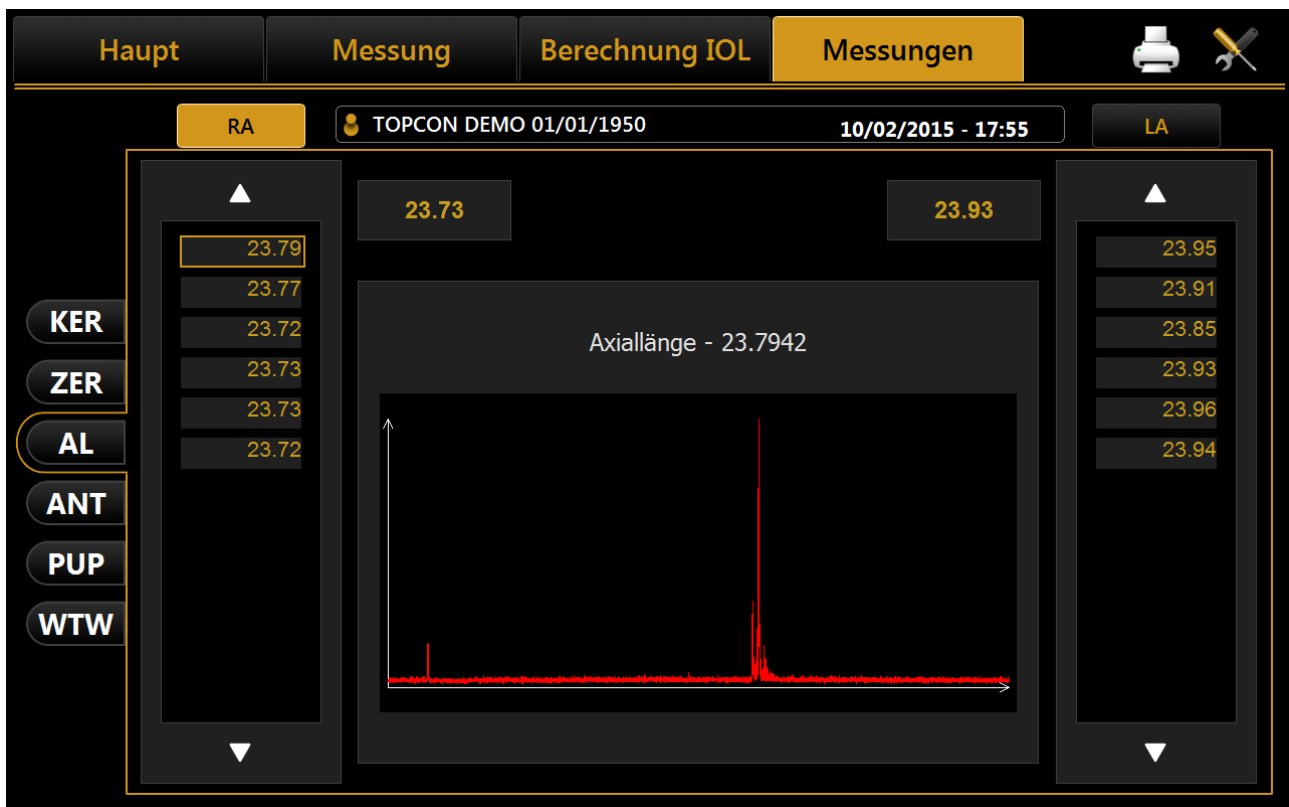 Haupt Messung Berechnung IOL Messungen
RA TOPCON DEMO 01/01/1950 10/02/2015 - 17:55 LA
23.73 23.93
23.79
23.77
23.72
23.73
23.73
23.72
KER
ZER
AL
ANT
PUP
WTW
Axiallänge - 23.7942
23.95
23.91
23.85
23.93
23.96
23.94